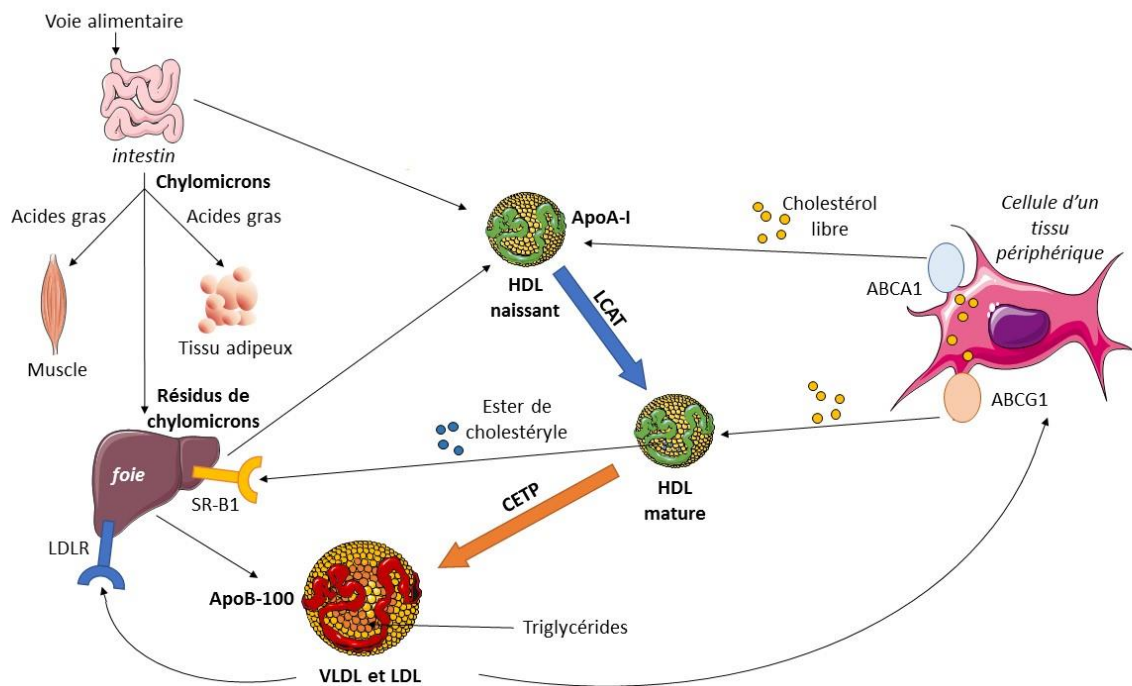 Voie alimentaire
intestin
Chylomicrons
Acides gras
Acides gras
Muscle
Tissu adipeux
Résidus de
chylomicrons
foie
SR-B1
LDLR
ApoA-I
HDL
naissant
LCAT
Cholestérol
libre
Cellule d’un
tissu
périphérique
ABCA1
ABCG1
Ester de
cholestéryle
HDL
mature
CETP
ApoB-100
Triglycérides
VLDL et LDL